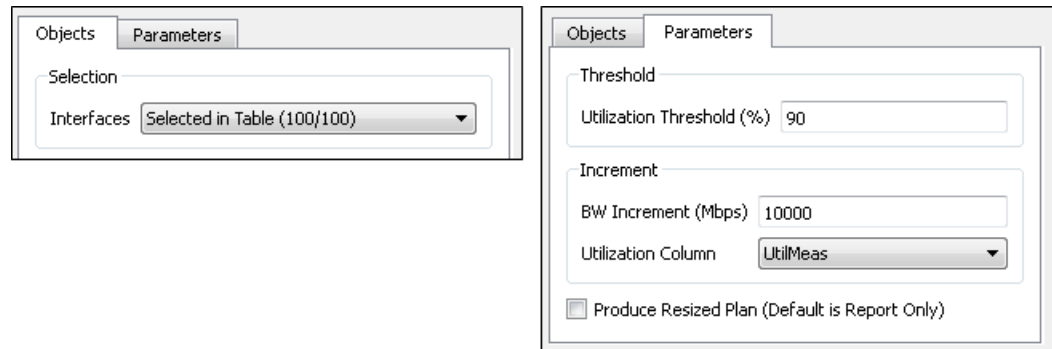 Objects Parameters
Selection
Interfaces Selected in Table (100/100)
Objects Parameters
Threshold
Utilization Threshold (%) 90
Increment
BW Increment (Mbps) 10000
Utilization Column UtilMeas
Produce Resized Plan (Default is Report Only)